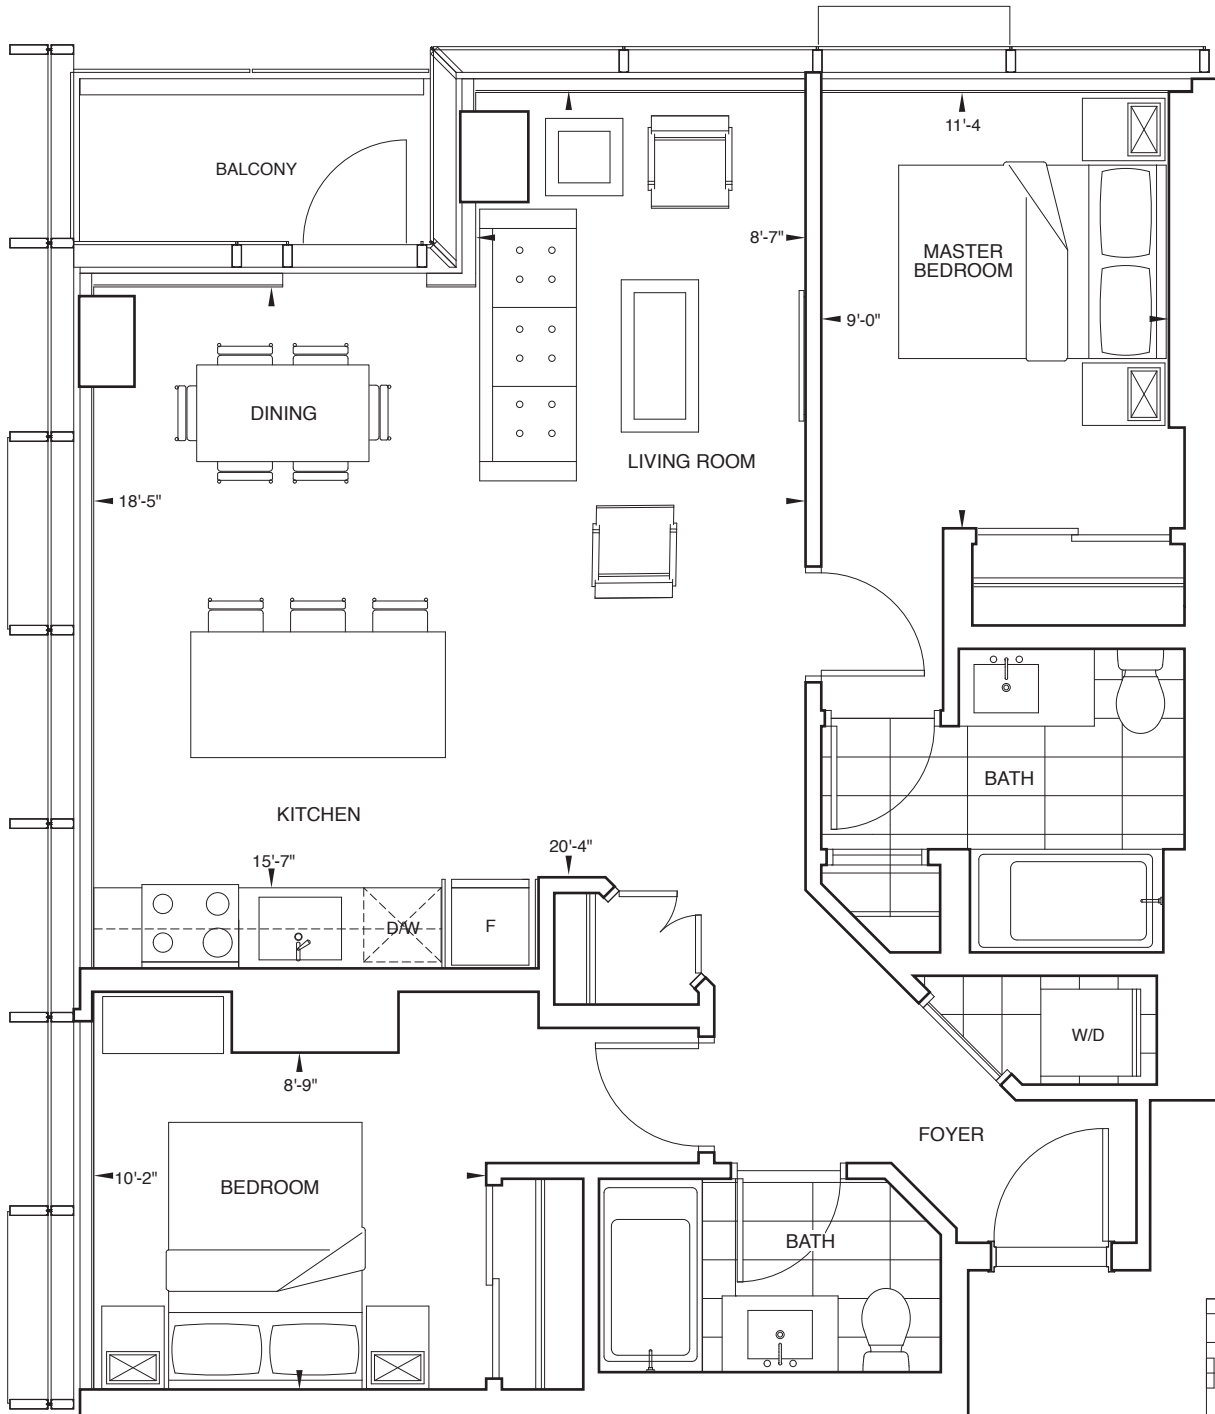 11'-4
BALCONY
8'-7"
MASTER
BEDROOM
9'-0"
DINING
LIVING ROOM
18'-5"
BATH
KITCHEN
20'-4"
15'-7"
D/W
F
W/D
8'-9"
FOYER
10'-2"
BEDROOM
BATH